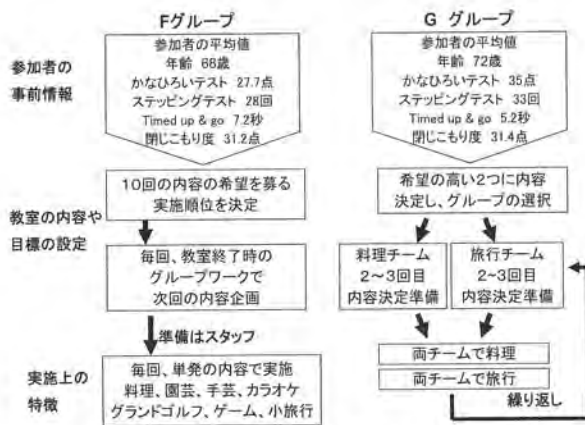 Fグループ
参加者の平均値
年齢 68歳
かなひろいテスト 27.7点
ステッピングテスト 28回
Timed up & go 7.2秒
閉じこもり度 31.2点
G グループ
参加者の平均値
年齢 72歳
かなひろいテスト 35点
ステッピングテスト 33回
Timed up & go 5.2秒
閉じこもり度 31.4点
参加者の
事前情報
10回の内容の希望を募る
実施順位を決定
希望の高い2つに内容
決定し、グループの選択
教室の内容や
目標の設定
毎回、教室終了時の
グループワークで
次回の内容企画
料理チーム
2～3回目
内容決定準備
旅行チーム
2~3回目
内容決定準備
準備はスタッフ
実施上の
特徴
毎回、単発の内容で実施
料理、園芸、手芸、カラオケ
グランドゴルフ、ゲーム、小旅行
両チームで料理
両チームで旅行
繰り返し